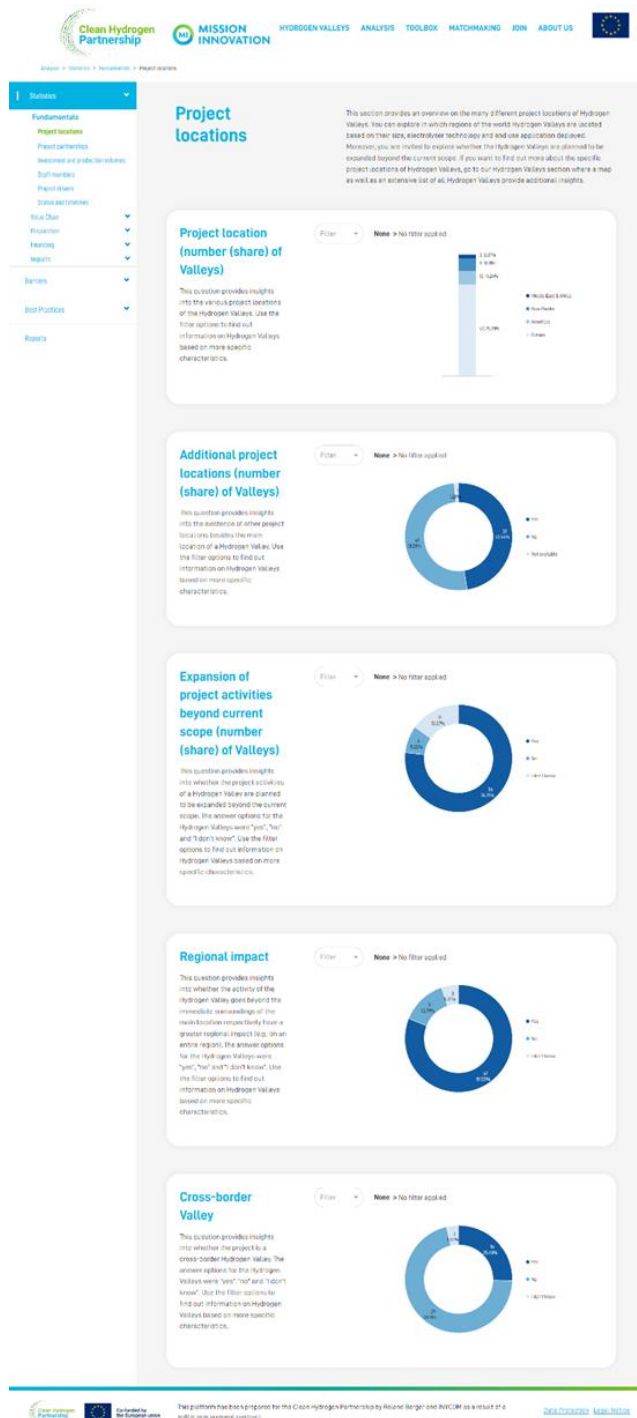 Clean Hydrogen
Partnership
MI
MISSION
INNOVATION
HYDROGEN VALLEYS ANALYSIS TOOLBOX MATCHMAKING JOIN ABOUT US
Analysis > Statistics > Fundamentals > Project locations
Statistics
Fundamentals
Project locations
Project partnerships
Investment and production volumes
Staff numbers
Project drivers
Status and timelines
Value Chain
Preparation
Financing
Impacts
Barriers
Best Practices
Reports
Project
locations
This section provides an overview on the many different project locations of Hydrogen
Valleys. You can explore in which regions of the world Hydrogen Valleys are located
based on their size, electrolyser technology and end use application deployed.
Moreover, you are invited to explore whether the Hydrogen Valleys are planned to be
expanded beyond the current scope. If you want to find out more about the specific
project locations of Hydrogen Valleys, go to our Hydrogen Valleys section where a map
as well as an extensive list of all Hydrogen Valleys provide additional insights.
Project location
(number (share) of
Valleys)
Filter
None > No filter applied
This question provides insights
into the various project locations
of the Hydrogen Valleys. Use the
filter options to find out
information on Hydrogen Valleys
based on more specific
characteristics.
Middle East & Africa
Asia Pacific
Americas
Europe
Additional project
locations (number
(share) of Valleys)
Filter
None > No filter applied
This question provides insights
into the existence of other project
locations besides the main
location of a Hydrogen Valley. Use
the filter options to find out
information on Hydrogen Valleys
based on more specific
characteristics.
Yes
No
Not available
Expansion of
project activities
beyond current
scope (number
(share) of Valleys)
Filter
None > No filter applied
This question provides insights
into whether the project activities
of a Hydrogen Valley are planned
to be expanded beyond the current
scope. The answer options for the
Hydrogen Valleys were "yes", "no"
and "I don't know". Use the filter
options to find out information on
Hydrogen Valleys based on more
specific characteristics.
Yes
No
I don't know
Regional impact
Filter
None > No filter applied
This question provides insights
into whether the activity of the
Hydrogen Valley goes beyond the
immediate surroundings of the
main location respectively have a
greater regional impact (e.g. on an
entire region). The answer options
for the Hydrogen Valleys were
"yes", "no" and "I don't know". Use
the filter options to find out
information on Hydrogen Valleys
based on more specific
characteristics.
Yes
No
I don't know
Cross-border
Valley
Filter
None > No filter applied
This question provides insights
into whether the project is a
cross-border Hydrogen Valley. The
answer options for the Hydrogen
Valleys were "yes", "no" and "I don't
know". Use the filter options to
find out information on Hydrogen
Valleys based on more specific
characteristics.
Yes
No
I don't know
Clean Hydrogen
Partnership
Co-funded by
the European Union
This platform has been prepared for the Clean Hydrogen Partnership by Roland Berger and INYCOM as a result of a
Data Protection Legal Notice